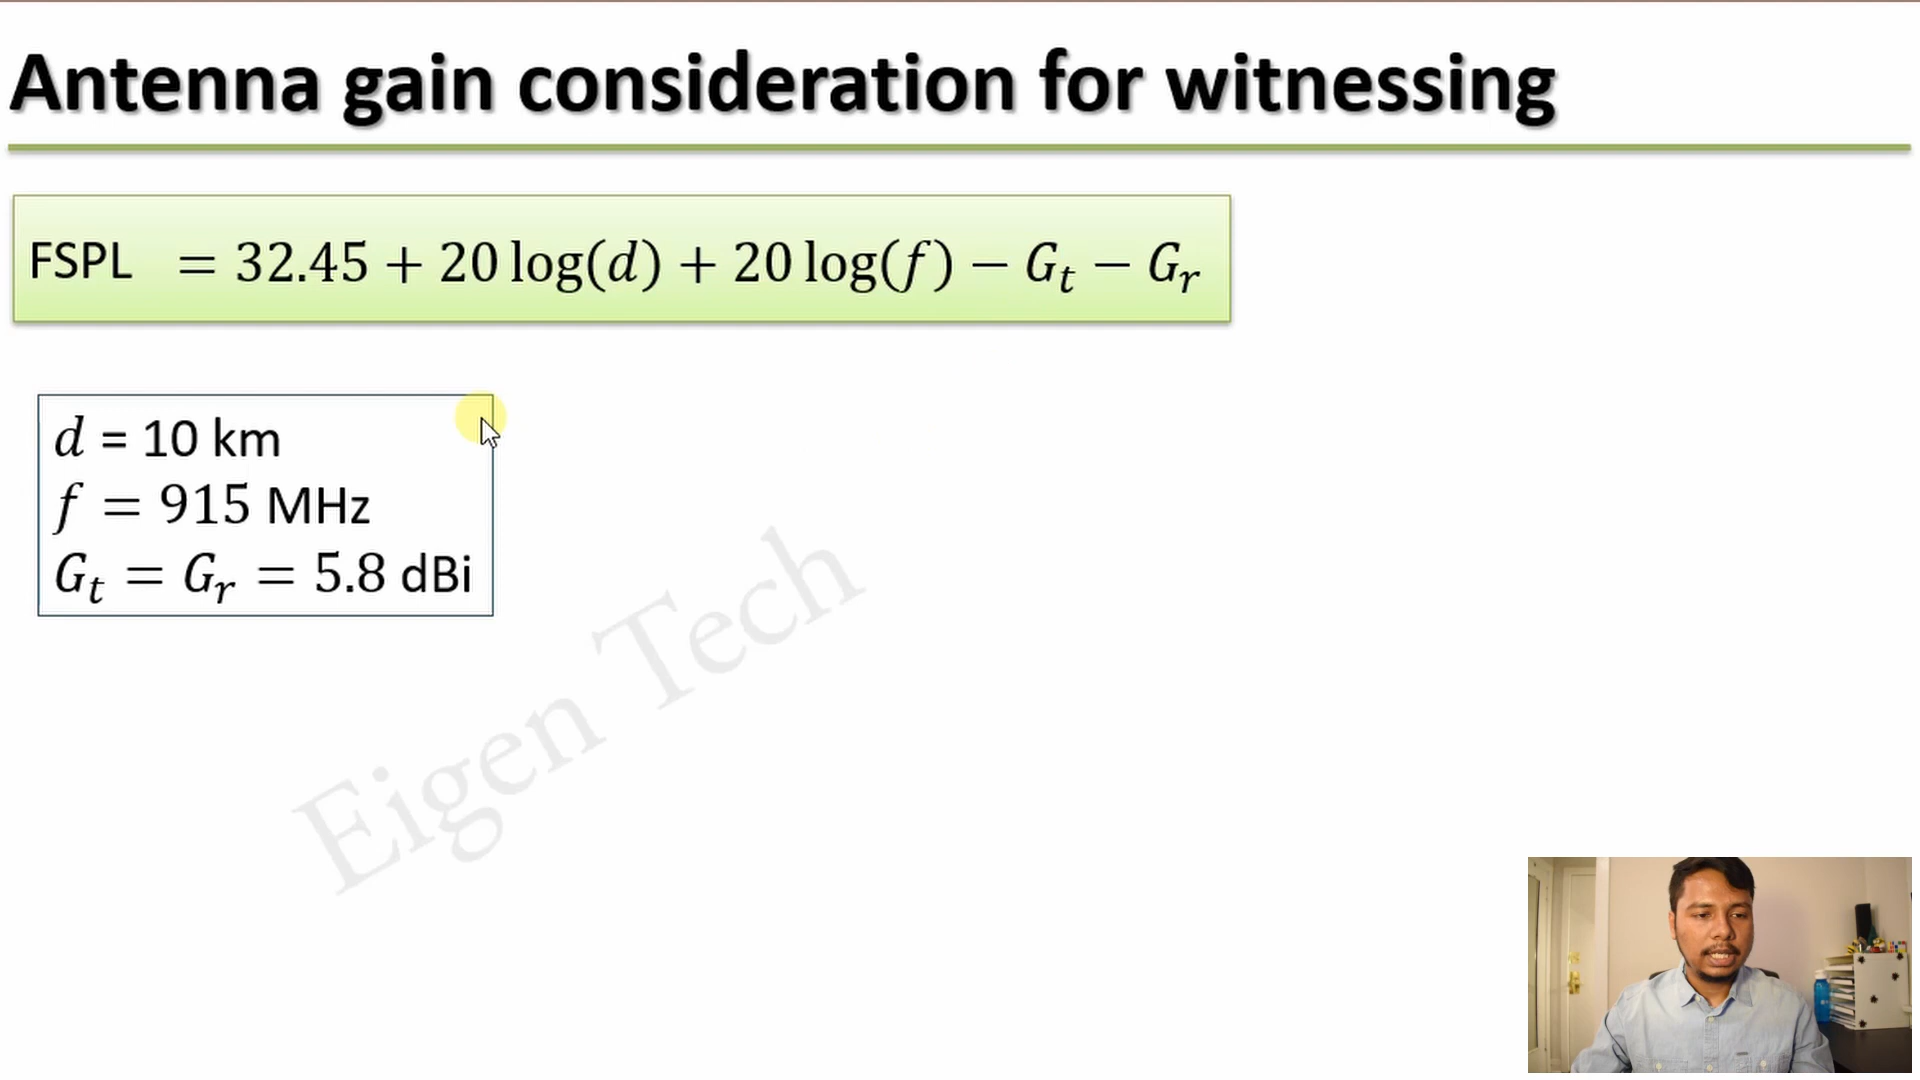 Antenna gain consideration for witnessing
FSPL = 32.45 + 20 log(d) + 20 log(f) − Gₜ − Gᵣ
d = 10 km
f = 915 MHz
Gₜ = Gᵣ = 5.8 dBi
Eigen Tech